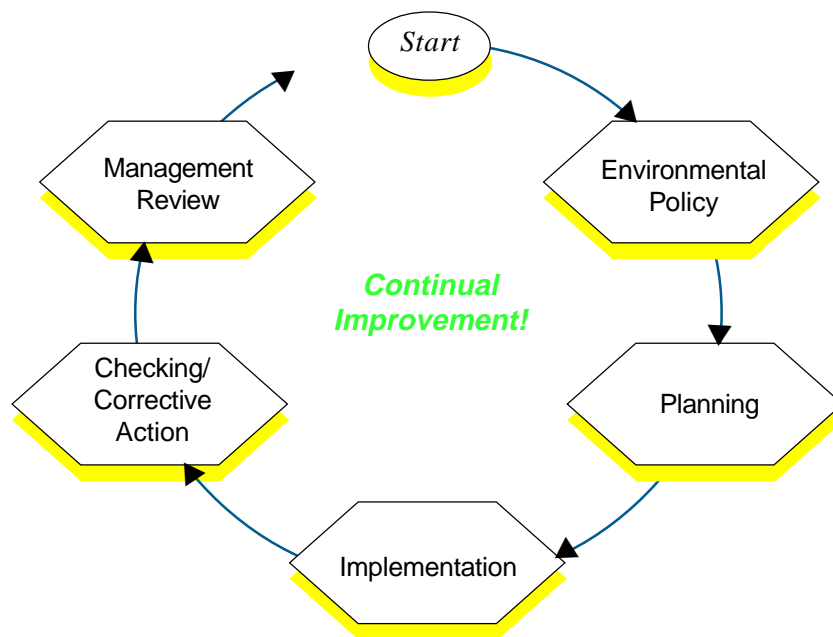 Start
Environmental
Policy
Planning
Implementation
Checking/
Corrective
Action
Management
Review
Continual
Improvement!